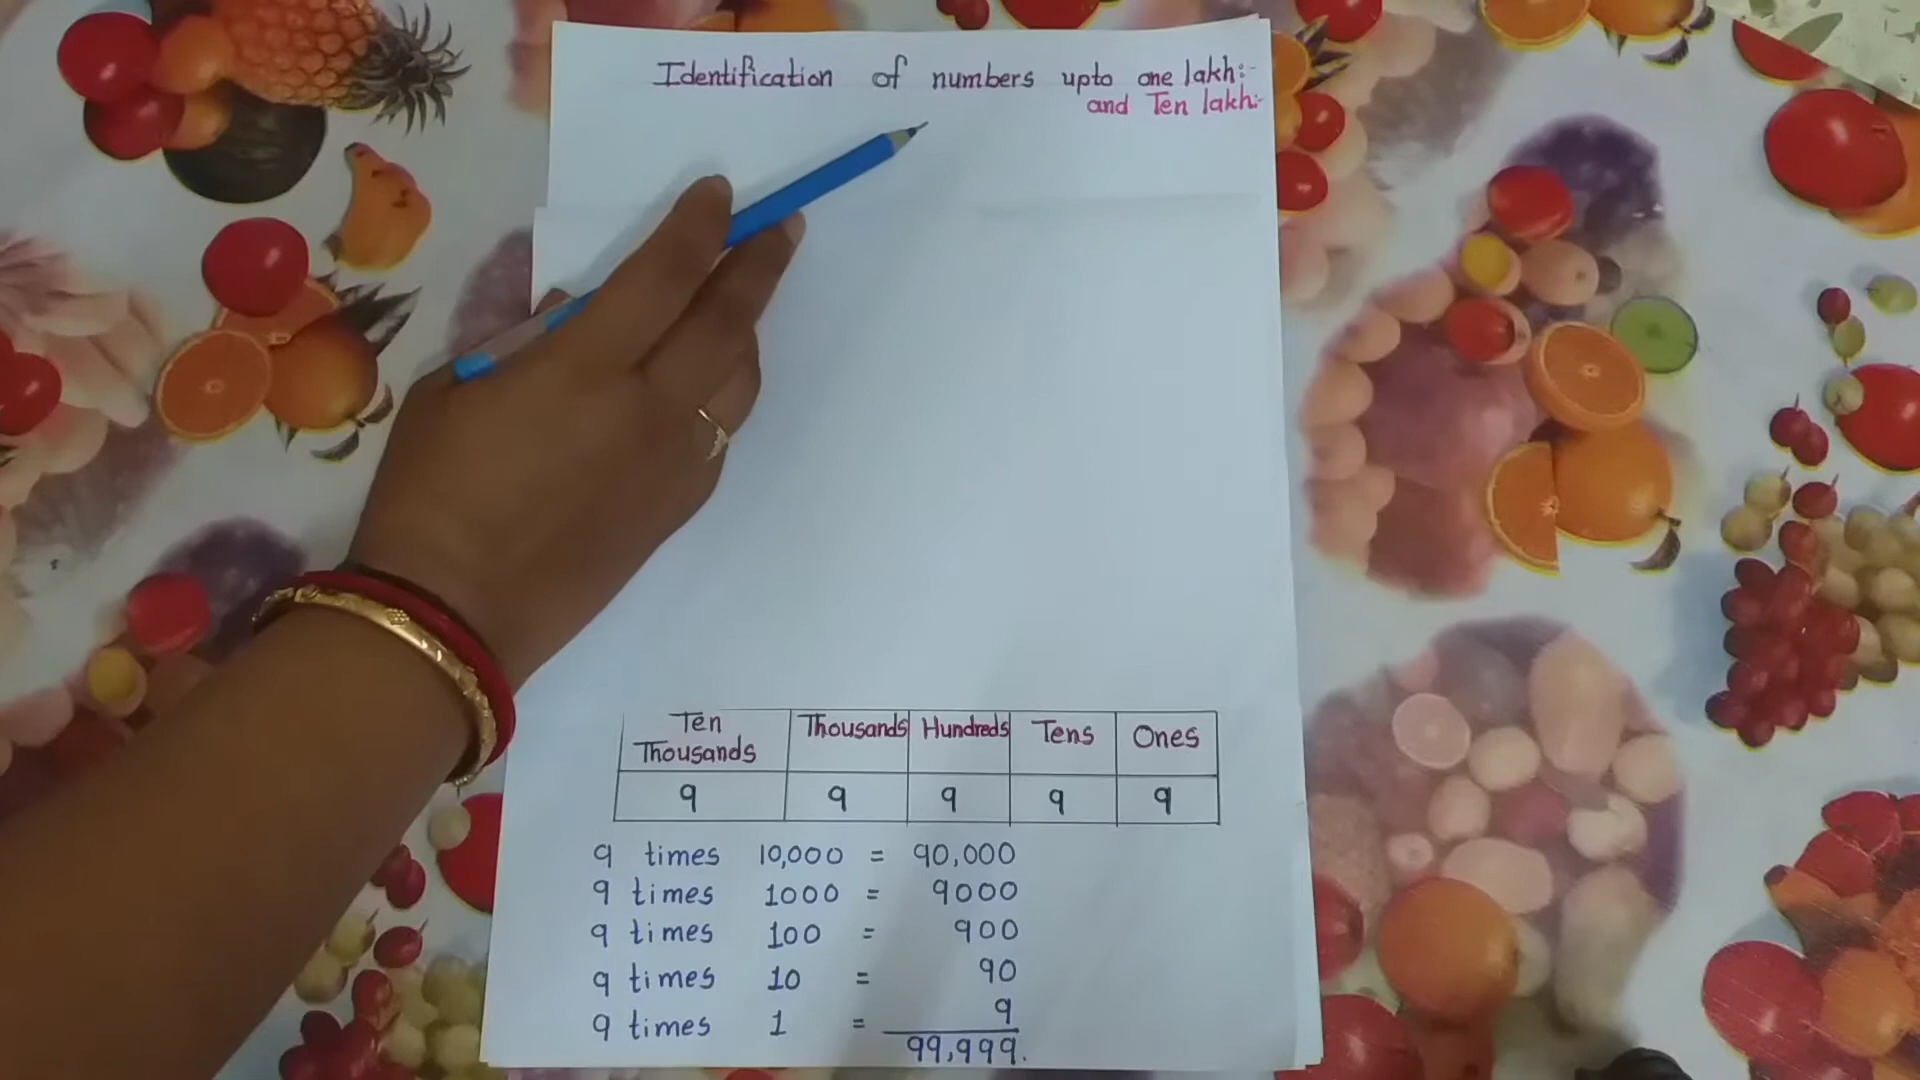 Identification of numbers upto one lakh:-
and Ten lakh:-
Ten Thousands Thousands Hundreds Tens Ones
9 9 9 9 9
9 times 10,000 = 90,000
9 times 1000 = 9000
9 times 100 = 900
9 times 10 = 90
9 times 1 = 9
99,999.